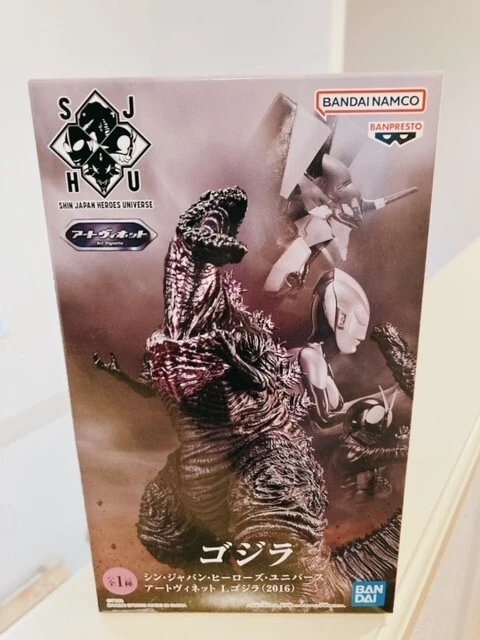 S J
H U
SHIN JAPAN HEROES UNIVERSE
アートヴィネット
Art Vignette
BANDAI NAMCO
BANPRESTO
ゴジラ
全1種
シン・ジャパン・ヒーローズ・ユニバース
アートヴィネット I.ゴジラ(2016)
BAN
DAI